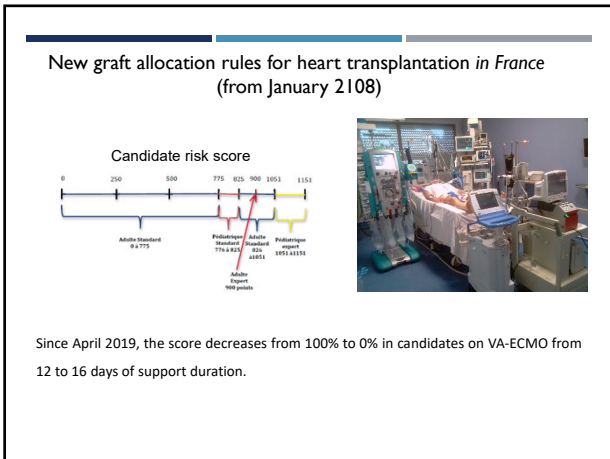 New graft allocation rules for heart transplantation in France
(from January 2108)
Candidate risk score
0 250 500 775 825 900 1051 1151
Adulte Standard
0 à 775
Pédiatrique
Standard
776 à 825
Adulte
Standard
826
à1051
Pédiatrique
expert
1051 à1151
Adulte
Expert
900 points
Since April 2019, the score decreases from 100% to 0% in candidates on VA-ECMO from
12 to 16 days of support duration.